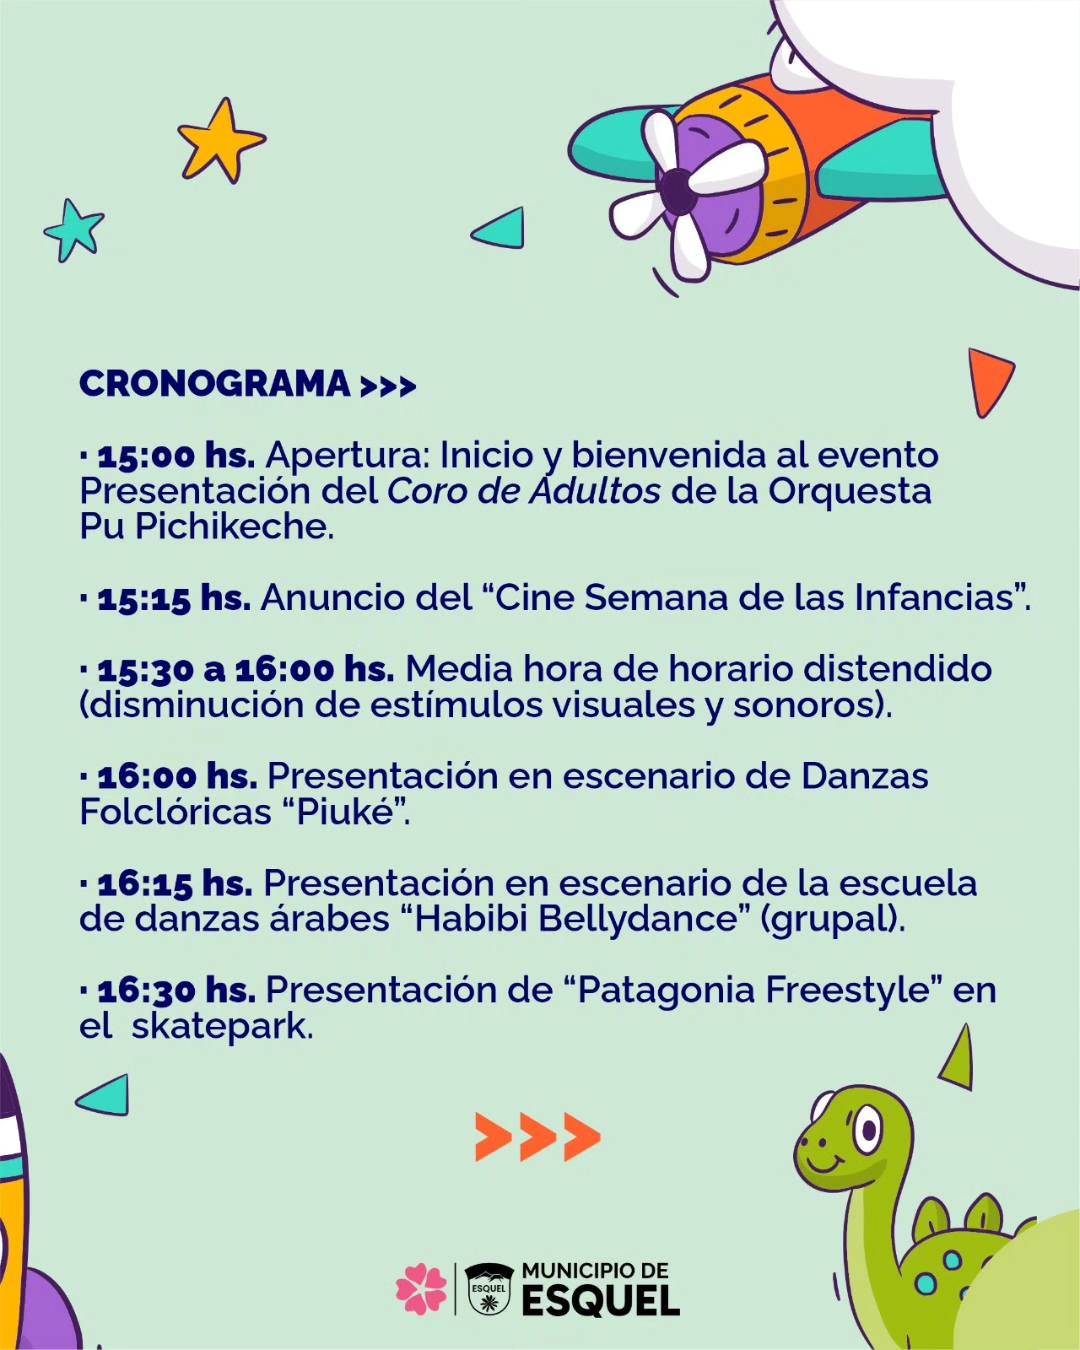 CRONOGRAMA >>>
· 15:00 hs. Apertura: Inicio y bienvenida al evento
Presentación del Coro de Adultos de la Orquesta
Pu Pichikeche.
· 15:15 hs. Anuncio del “Cine Semana de las Infancias”.
· 15:30 a 16:00 hs. Media hora de horario distendido
(disminución de estímulos visuales y sonoros).
· 16:00 hs. Presentación en escenario de Danzas
Folclóricas “Piuké”.
· 16:15 hs. Presentación en escenario de la escuela
de danzas árabes “Habibi Bellydance” (grupal).
· 16:30 hs. Presentación de “Patagonia Freestyle” en
el  skatepark.
>>>
ESQUEL
MUNICIPIO DE
ESQUEL